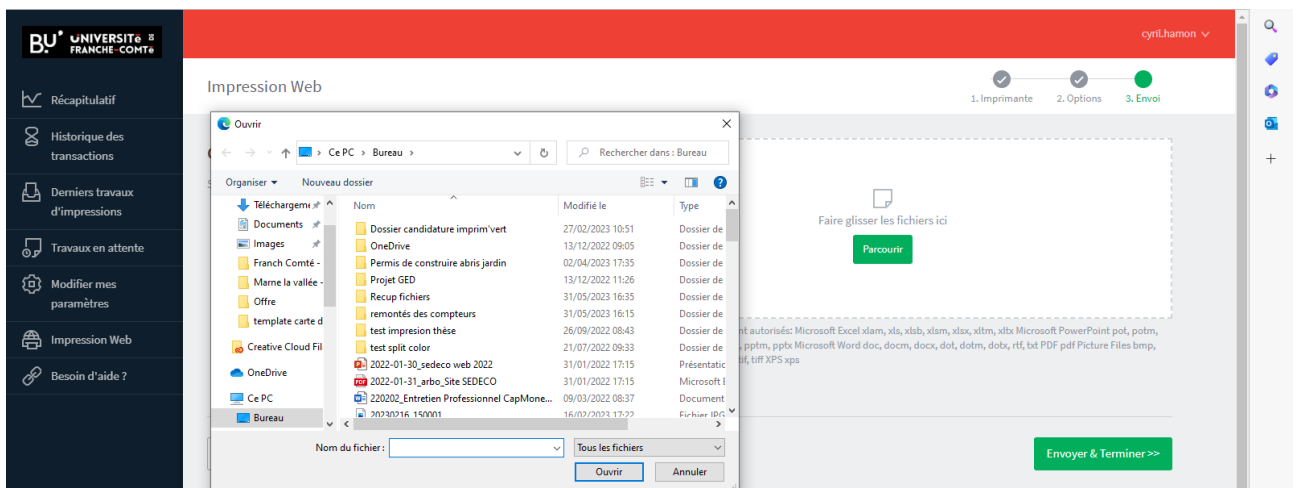 BU UNIVERSITé
FRANCHE-COMTé
cyril.hamon
Récapitulatif
Historique des
transactions
Derniers travaux
d'impressions
Travaux en attente
Modifier mes
paramètres
Impression Web
Besoin d'aide ?
Impression Web
1. Imprimante
2. Options
3. Envoi
Ouvrir
Ce PC > Bureau >
Rechercher dans : Bureau
Organiser
Nouveau dossier
Documents
Images
Franch Comté -
Marne la vallée -
Offre
template carte d
Creative Cloud Fil
OneDrive
Ce PC
Bureau
Nom Modifié le Type
Dossier candidature imprim'vert 27/02/2023 10:51 Dossier de
OneDrive 13/12/2022 09:05 Dossier de
Permis de construire abris jardin 02/04/2023 17:35 Dossier de
Projet GED 13/12/2022 11:26 Dossier de
Recup fichiers 31/05/2023 16:35 Dossier de
remontés des compteurs 31/05/2023 16:15 Dossier de
test impresion thèse 26/09/2022 08:43 Dossier de
test split color 21/07/2022 09:33 Dossier de
2022-01-30_sedeco web 2022 31/01/2022 17:15 Présentatic
2022-01-31_arbo_Site SEDECO 31/01/2022 17:15 Microsoft
220202_Entretien Professionnel CapMone... 09/03/2022 08:37 Document
20230216_150001 16/02/2023 17:22 Fichier JPG
Nom du fichier :
Tous les fichiers
Ouvrir
Annuler
Faire glisser les fichiers ici
Parcourir
nt autorisés: Microsoft Excel xlam, xls, xlsb, xlsm, xlsx, xltm, xltx Microsoft PowerPoint pot, potm,
, pptm, pptx Microsoft Word doc, docm, docx, dot, dotm, dotx, rtf, txt PDF pdf Picture Files bmp,
tif, tiff XPS xps
Envoyer & Terminer >>